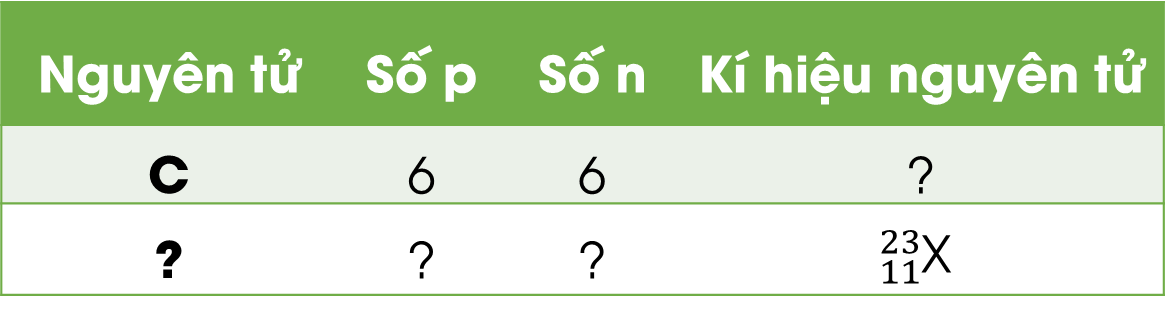 Nguyên tử Số p Số n Kí hiệu nguyên tử
C 6 6 ?
? ? ? ²³₁₁X